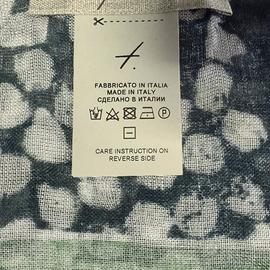 FABBRICATO IN ITALIA
MADE IN ITALY
СДЕЛАНО В ИТАЛИИ
P
CARE INSTRUCTION ON
REVERSE SIDE